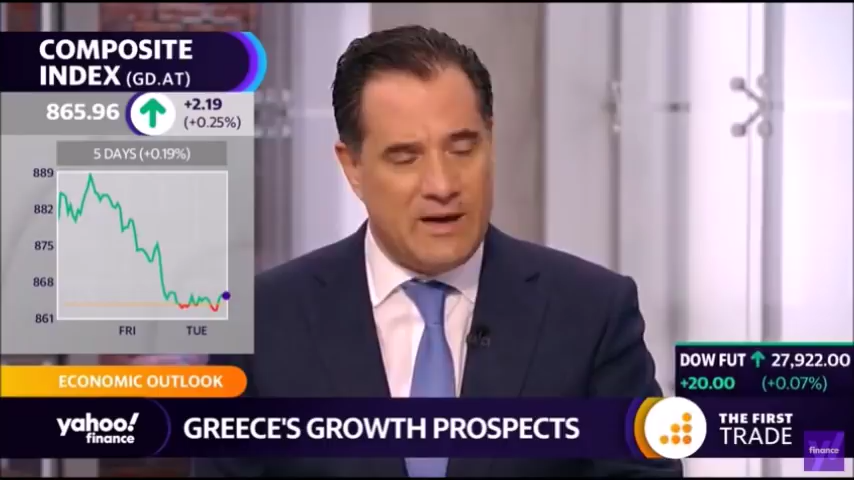 COMPOSITE
INDEX (GD.AT)
865.96
+2.19
(+0.25%)
5 DAYS (+0.19%)
889
882
875
868
861
FRI TUE
DOW FUT 27,922.00
+20.00 (+0.07%)
ECONOMIC OUTLOOK
yahoo!
finance
GREECE'S GROWTH PROSPECTS
THE FIRST
TRADE
y!
finance